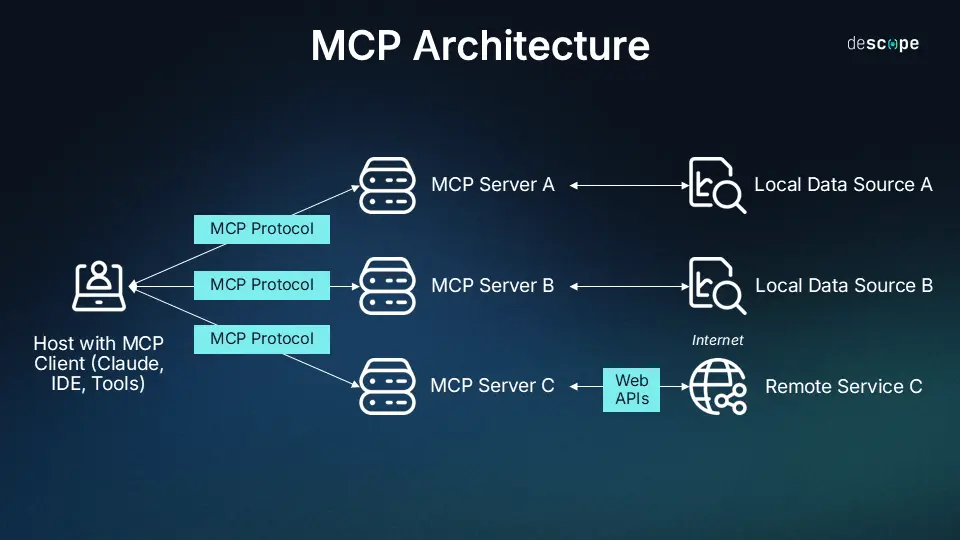 MCP Architecture
descope
MCP Server A
Local Data Source A
MCP Protocol
MCP Protocol
MCP Server B
Local Data Source B
MCP Protocol
Host with MCP
Client (Claude,
IDE, Tools)
Internet
MCP Server C
Web
APIs
Remote Service C